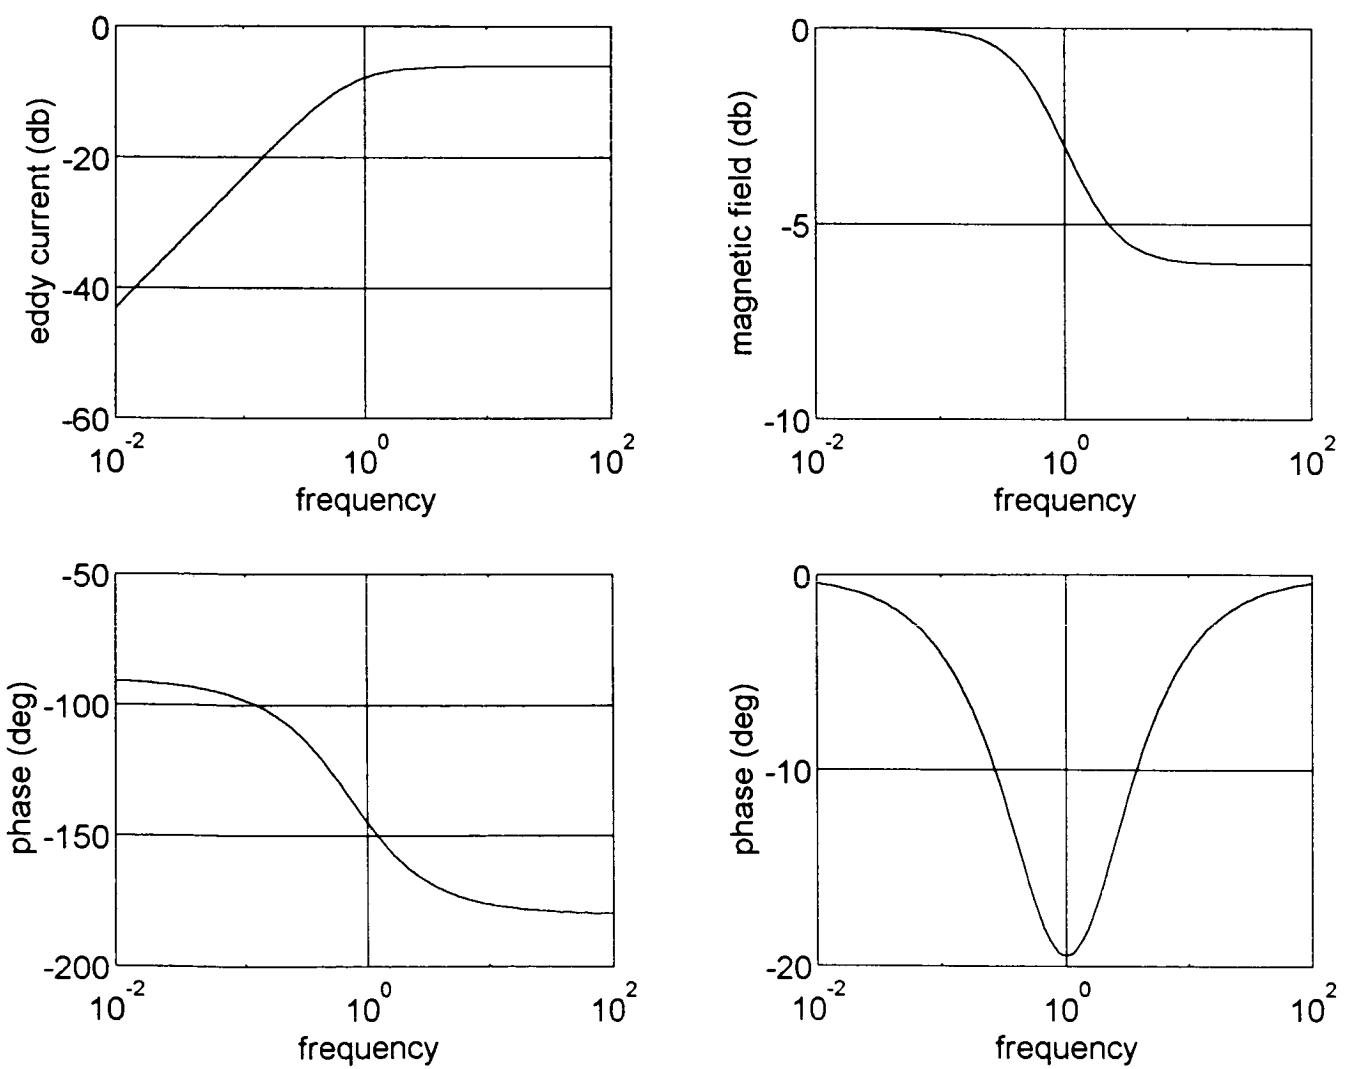 0
-20
-40
-60
eddy current (db)
10^-2 10^0 10^2
frequency
0
-5
-10
magnetic field (db)
10^-2 10^0 10^2
frequency
-50
-100
-150
-200
phase (deg)
10^-2 10^0 10^2
frequency
0
-10
-20
phase (deg)
10^-2 10^0 10^2
frequency